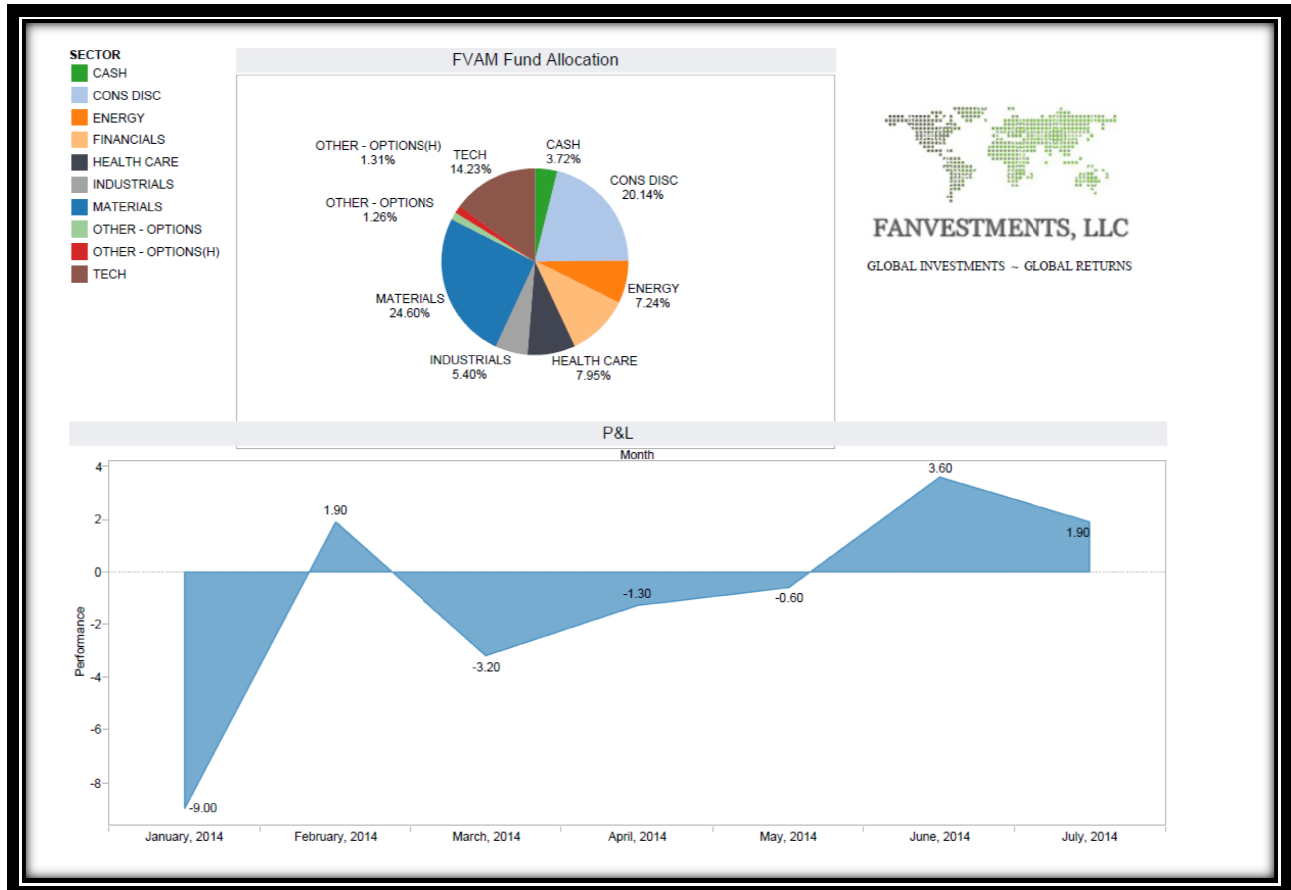 SECTOR
CASH
CONS DISC
ENERGY
FINANCIALS
HEALTH CARE
INDUSTRIALS
MATERIALS
OTHER - OPTIONS
OTHER - OPTIONS(H)
TECH
FVAM Fund Allocation
OTHER - OPTIONS(H)
1.31%
TECH
14.23%
CASH
3.72%
CONS DISC
20.14%
OTHER - OPTIONS
1.26%
ENERGY
7.24%
MATERIALS
24.60%
INDUSTRIALS
5.40%
HEALTH CARE
7.95%
FANVESTMENTS, LLC
GLOBAL INVESTMENTS ~ GLOBAL RETURNS
P&L
Month
Performance
4
2
0
-2
-4
-6
-8
-9.00
1.90
-3.20
-1.30
-0.60
3.60
1.90
January, 2014
February, 2014
March, 2014
April, 2014
May, 2014
June, 2014
July, 2014